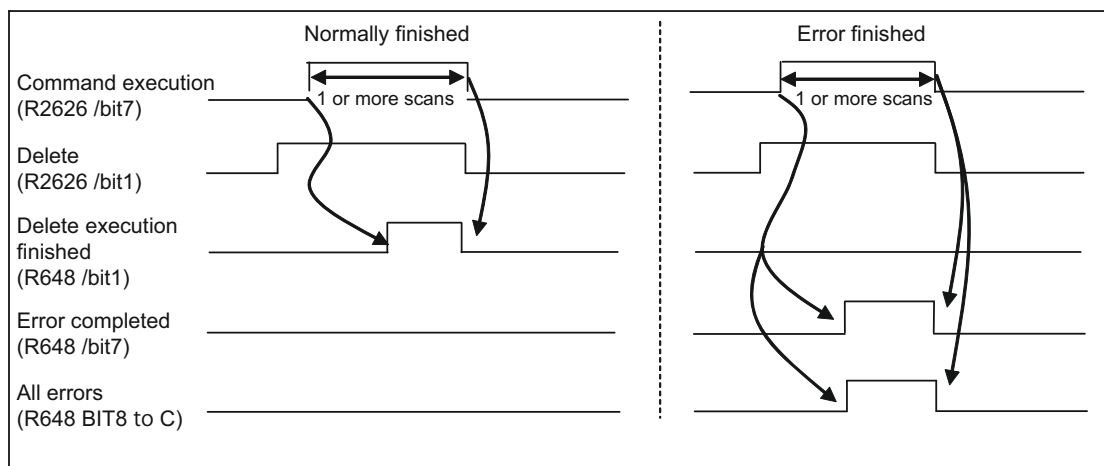 Normally finished
Error finished
Command execution
(R2626 /bit7)
1 or more scans
1 or more scans
Delete
(R2626 /bit1)
Delete execution
finished
(R648 /bit1)
Error completed
(R648 /bit7)
All errors
(R648 BIT8 to C)